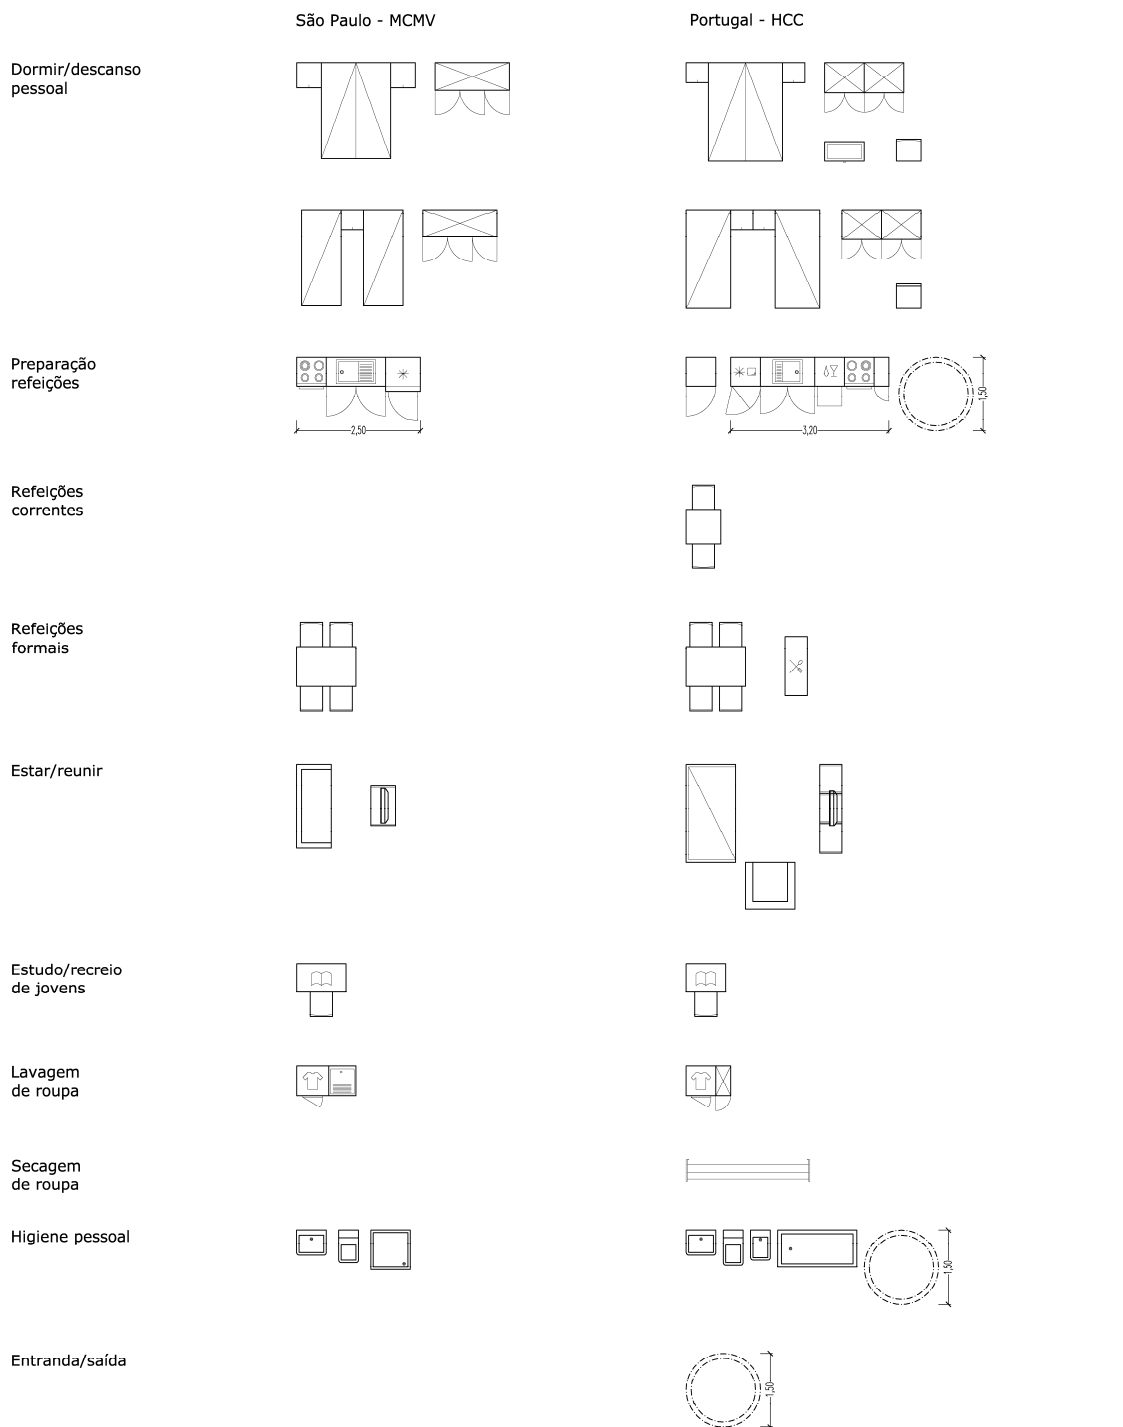 São Paulo - MCMV
Portugal - HCC
Dormir/descanso
pessoal
Preparação
refeições
2,50
3,20
1,50
Refeições
correntes
Refeições
formais
Estar/reunir
Estudo/recreio
de jovens
Lavagem
de roupa
Secagem
de roupa
Higiene pessoal
1,50
Entranda/saída
1,50